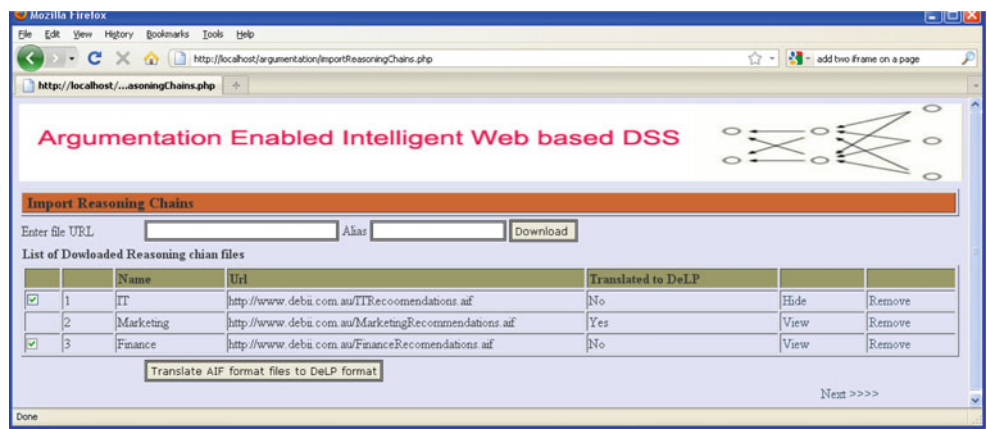 Mozilla Firefox
File Edit View History Bookmarks Tools Help
http://localhost/argumentation/importReasoningChains.php add two iframe on a page
http://localhost/...asoningChains.php
Argumentation Enabled Intelligent Web based DSS
Import Reasoning Chains
Enter file URL Alias Download
List of Dowloaded Reasoning chian files
Name Url Translated to DeLP
1 IT http://www.debii.com.au/ITRecoomendations.aif No Hide Remove
2 Marketing http://www.debii.com.au/MarketingRecommendations.aif Yes View Remove
3 Finance http://www.debii.com.au/FinanceRecomendations.aif No View Remove
Translate AIF format files to DeLP format
Next >>>>
Done